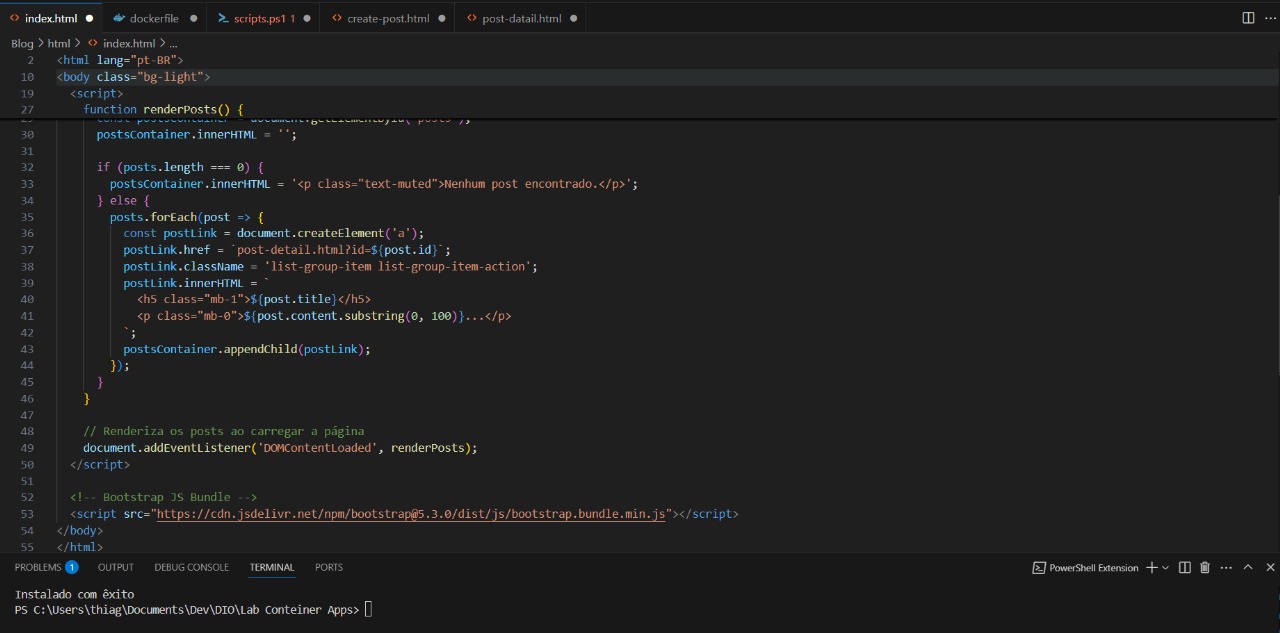 index.html
dockerfile
scripts.ps1 1
create-post.html
post-datail.html
Blog > html > index.html > ...
2 <html lang="pt-BR">
10 <body class="bg-light">
19 <script>
27 function renderPosts() {
29 const postsContainer = document.getElementById('posts');
30 postsContainer.innerHTML = '';
31
32 if (posts.length === 0) {
33 postsContainer.innerHTML = '<p class="text-muted">Nenhum post encontrado.</p>';
34 } else {
35 posts.forEach(post => {
36 const postLink = document.createElement('a');
37 postLink.href = `post-detail.html?id=${post.id}`;
38 postLink.className = 'list-group-item list-group-item-action';
39 postLink.innerHTML = `
40 <h5 class="mb-1">${post.title}</h5>
41 <p class="mb-0">${post.content.substring(0, 100)}...</p>
42 `;
43 postsContainer.appendChild(postLink);
44 });
45 }
46 }
47
48 // Renderiza os posts ao carregar a página
49 document.addEventListener('DOMContentLoaded', renderPosts);
50 </script>
51
52 <!-- Bootstrap JS Bundle -->
53 <script src="https://cdn.jsdelivr.net/npm/bootstrap@5.3.0/dist/js/bootstrap.bundle.min.js"></script>
54 </body>
55 </html>
PROBLEMS 1 OUTPUT DEBUG CONSOLE TERMINAL PORTS
PowerShell Extension
Instalado com êxito
PS C:\Users\thiag\Documents\Dev\DIO\Lab Conteiner Apps>